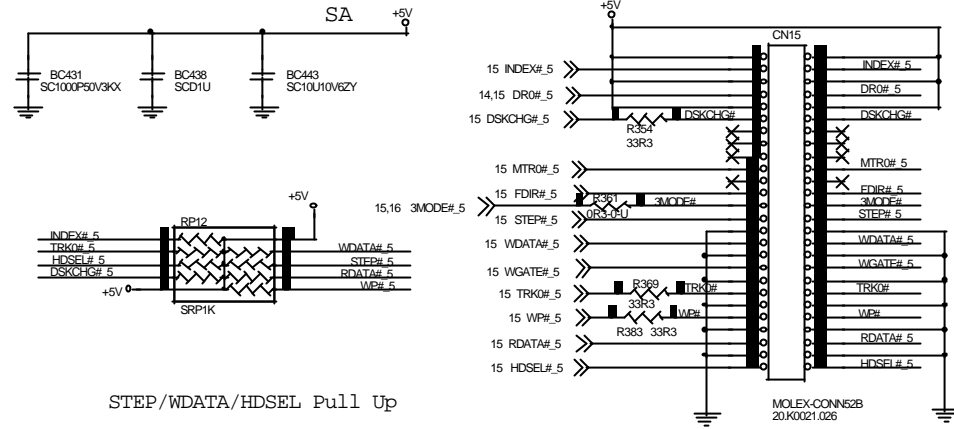 SA
+5V
BC431
SC1000P50V3KX
BC438
SCD1U
BC443
SC10U10V6ZY
+5V
RP12
INDEX#_5
TRK0#_5
HDSEL#_5
DSKCHG#_5
+5V
WDATA#_5
STEP#_5
RDATA#_5
WP#_5
SRP1K
STEP/WDATA/HDSEL Pull Up
+5V
CN15
15 INDEX#_5
14,15 DR0#_5
15 DSKCHG#_5
R354
33R3
DSKCHG#
15 MTR0#_5
15 FDIR#_5
15,16 3MODE#_5
R361
0R3-0-U
3MODE#
15 STEP#_5
15 WDATA#_5
15 WGATE#_5
15 TRK0#_5
R369
33R3
TRK0#
15 WP#_5
R383 33R3
WP#
15 RDATA#_5
15 HDSEL#_5
INDEX#_5
DR0#_5
DSKCHG#
MTR0#_5
FDIR#_5
3MODE#
STEP#_5
WDATA#_5
WGATE#_5
TRK0#
WP#
RDATA#_5
HDSEL#_5
MOLEX-CONN52B
20.K0021.026